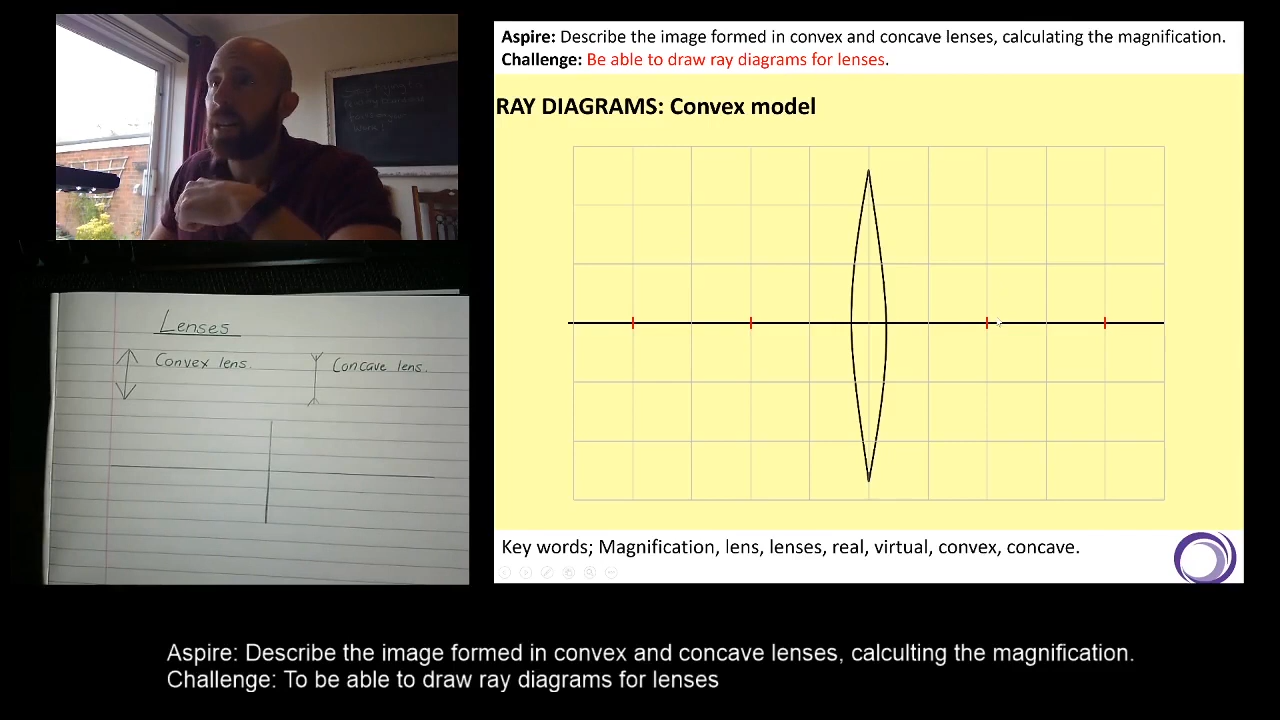 Aspire: Describe the image formed in convex and concave lenses, calculating the magnification.
Challenge: Be able to draw ray diagrams for lenses.
RAY DIAGRAMS: Convex model
Lenses
Convex lens.
Concave lens.
Key words; Magnification, lens, lenses, real, virtual, convex, concave.
Aspire: Describe the image formed in convex and concave lenses, calculting the magnification.
Challenge: To be able to draw ray diagrams for lenses